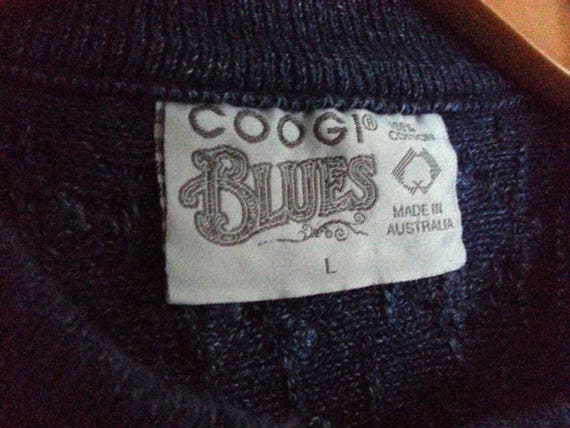 COOGI®
BLUES
L
100%
COTTON
MADE IN
AUSTRALIA